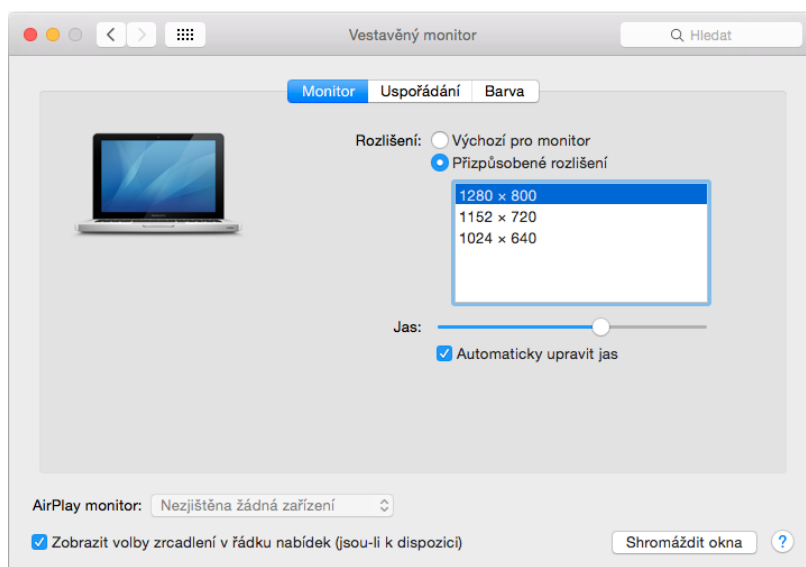 Vestavěný monitor
Hledat
Monitor Uspořádání Barva
Rozlišení: Výchozí pro monitor
Přizpůsobené rozlišení
1280 × 800
1152 × 720
1024 × 640
Jas:
Automaticky upravit jas
AirPlay monitor: Nezjištěna žádná zařízení
Zobrazit volby zrcadlení v řádku nabídek (jsou-li k dispozici)
Shromáždit okna ?